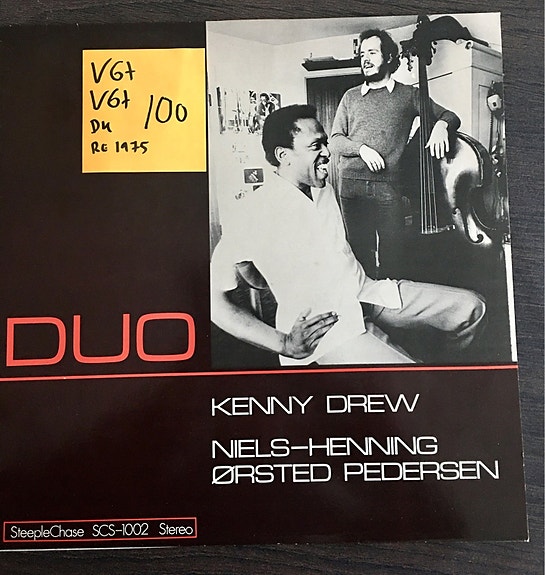 VG+
VG+
DK
RE 1975
100
DUO
KENNY DREW
NIELS-HENNING
ØRSTED PEDERSEN
SteepleChase SCS-1002 Stereo